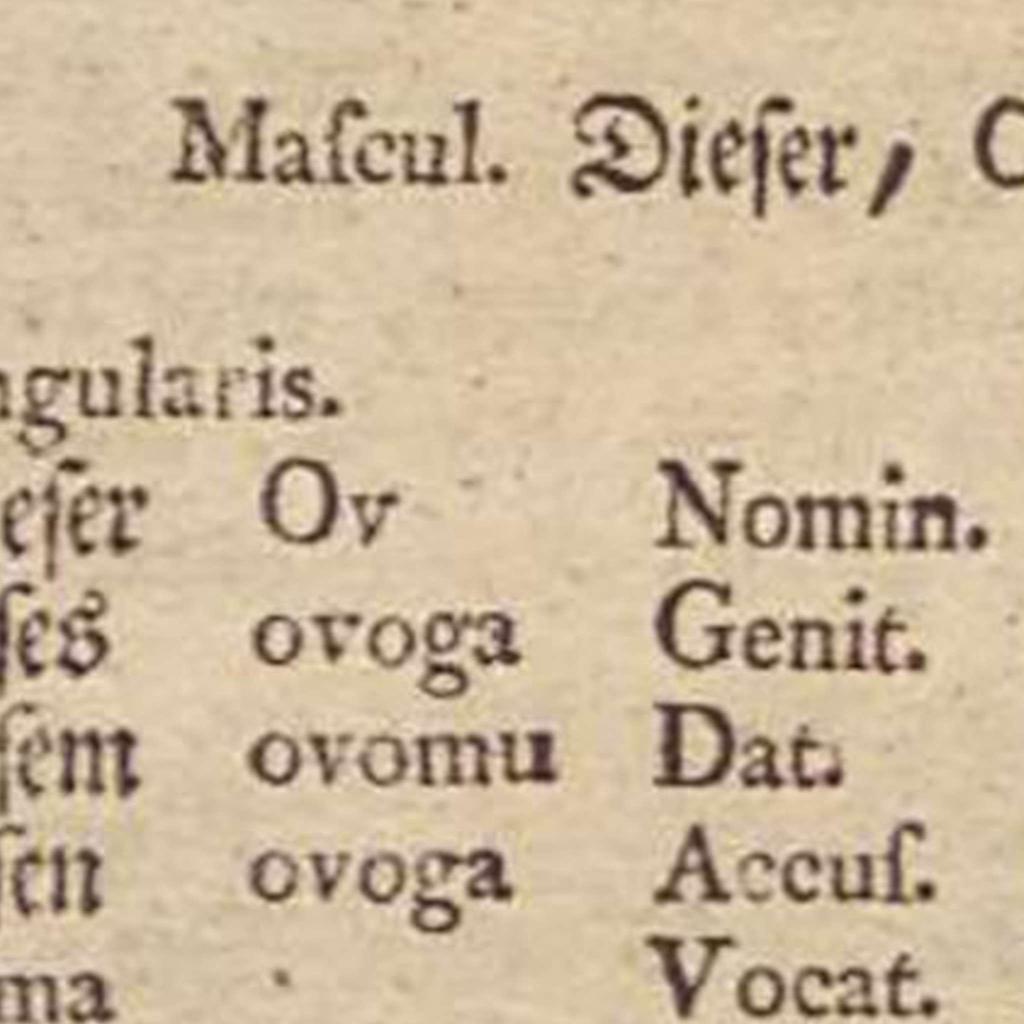 Maſcul. Dieſer, O
ngularis.
eſer Ov Nomin.
ſes ovoga Genit.
ſem ovomu Dat.
ſen ovoga Accuſ.
ma Vocat.